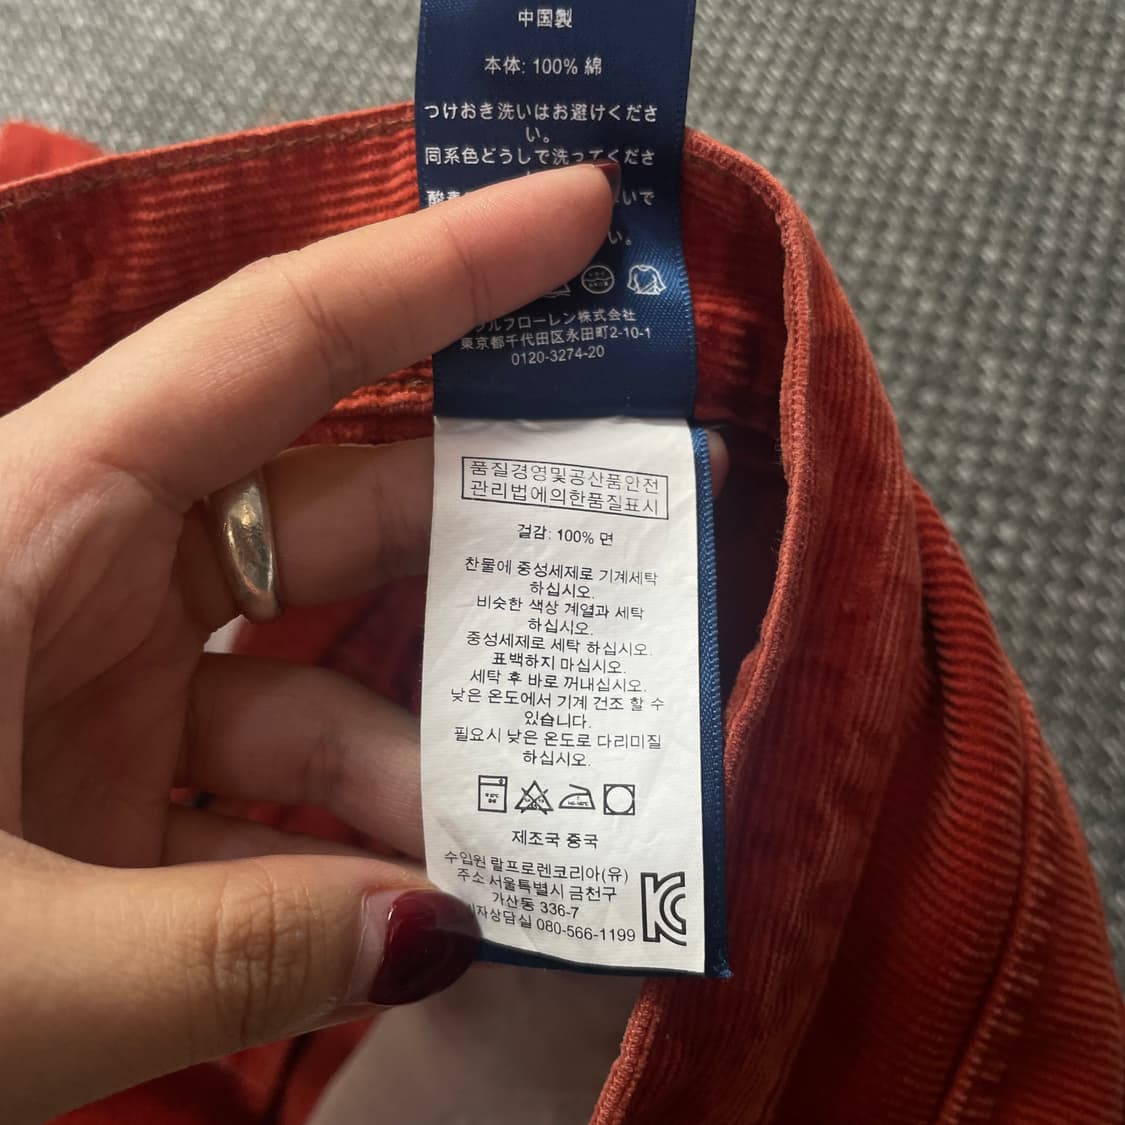 中国製
本体: 100% 綿
つけおき洗いはお避けくださ
い。
同系色どうしで洗ってくださ
いで
い。
フローレン株式会社
東京都千代田区永田町2-10-1
0120-3274-20
품질경영및공산품안전
관리법에의한품질표시
겉감: 100% 면
찬물에 중성세제로 기계세탁
하십시오.
비슷한 색상 계열과 세탁
하십시오.
중성세제로 세탁 하십시오.
표백하지 마십시오.
세탁 후 바로 꺼내십시오.
낮은 온도에서 기계 건조 할 수
있습니다.
필요시 낮은 온도로 다리미질
하십시오.
제조국 중국
수입원 랄프로렌코리아(유)
주소 서울특별시 금천구
가산동 336-7
자상담실 080-566-1199